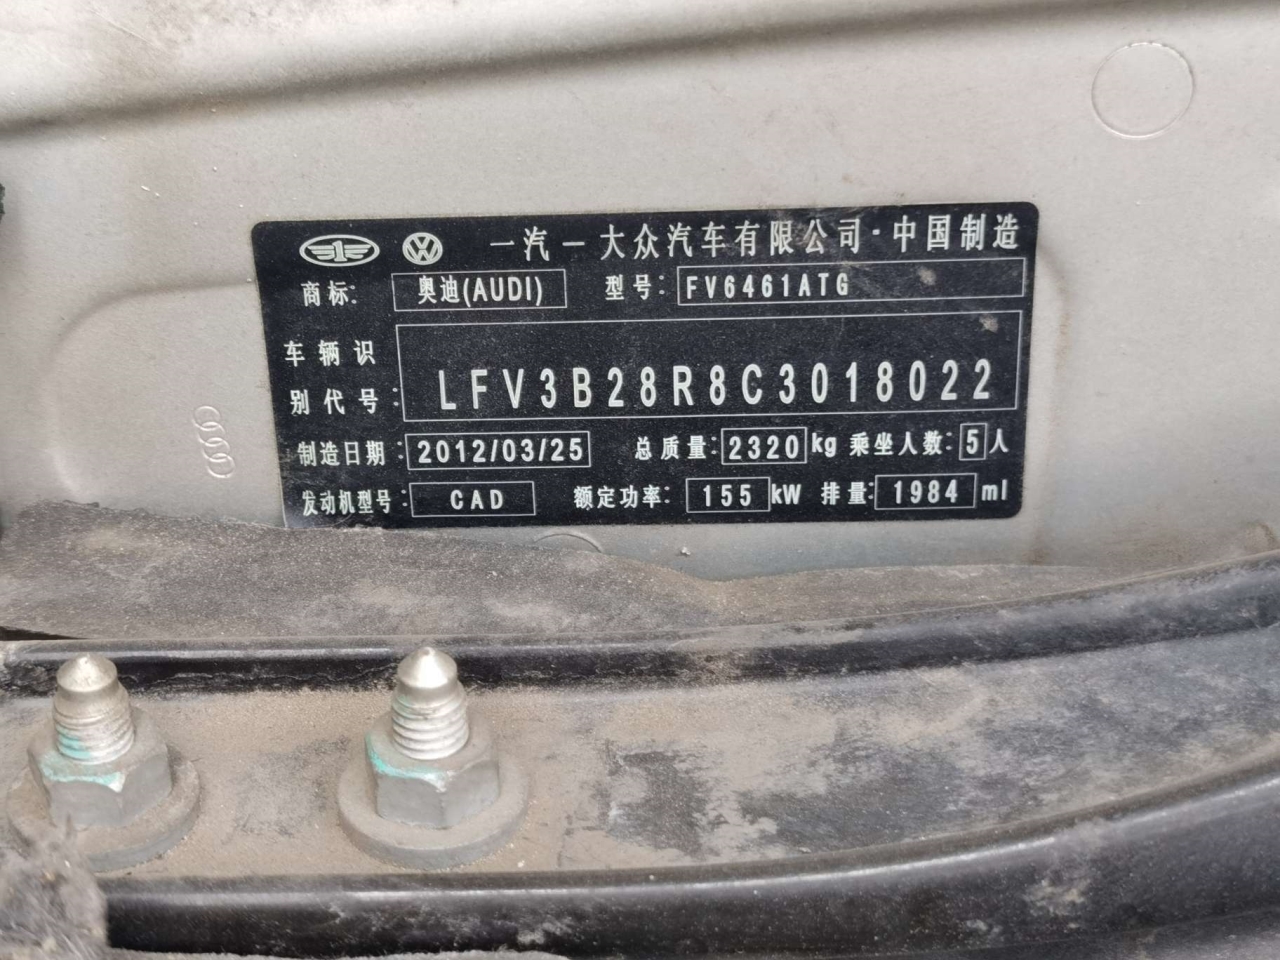 一汽－大众汽车有限公司·中国制造
商标: 奥迪(AUDI) 型号: FV6461ATG
车辆识
别代号: LFV3B28R8C3018022
制造日期: 2012/03/25 总质量: 2320 kg 乘坐人数: 5 人
发动机型号: CAD 额定功率: 155 kW 排量: 1984 ml